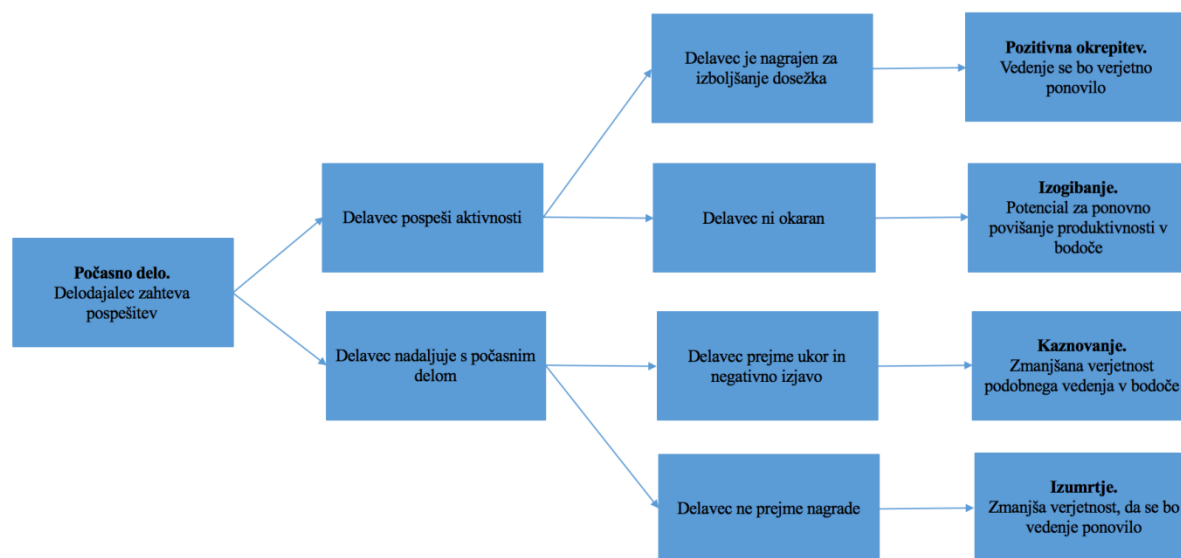 Počasno delo.
Delodajalec zahteva
pospešitev
Delavec pospeši aktivnosti
Delavec nadaljuje s počasnim
delom
Delavec je nagrajen za
izboljšanje dosežka
Delavec ni okaran
Delavec prejme ukor in
negativno izjavo
Delavec ne prejme nagrade
Pozitivna okrepitev.
Vedenje se bo verjetno
ponovilo
Izogibanje.
Potencial za ponovno
povišanje produktivnosti v
bodoče
Kaznovanje.
Zmanjšana verjetnost
podobnega vedenja v bodoče
Izumrtje.
Zmanjša verjetnost, da se bo
vedenje ponovilo